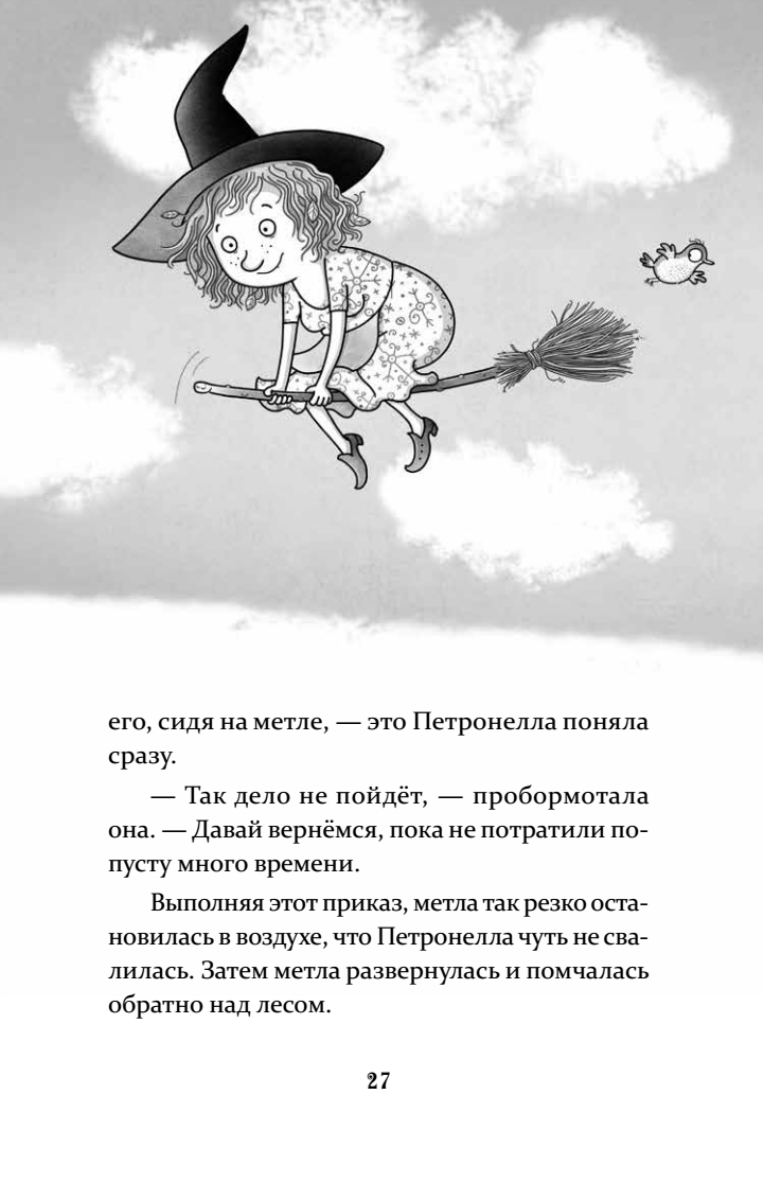 его, сидя на метле, — это Петронелла поняла
сразу.
— Так дело не пойдёт, — пробормотала
она. — Давай вернёмся, пока не потратили по-
пусту много времени.
Выполняя этот приказ, метла так резко оста-
новилась в воздухе, что Петронелла чуть не сва-
лилась. Затем метла развернулась и помчалась
обратно над лесом.
27